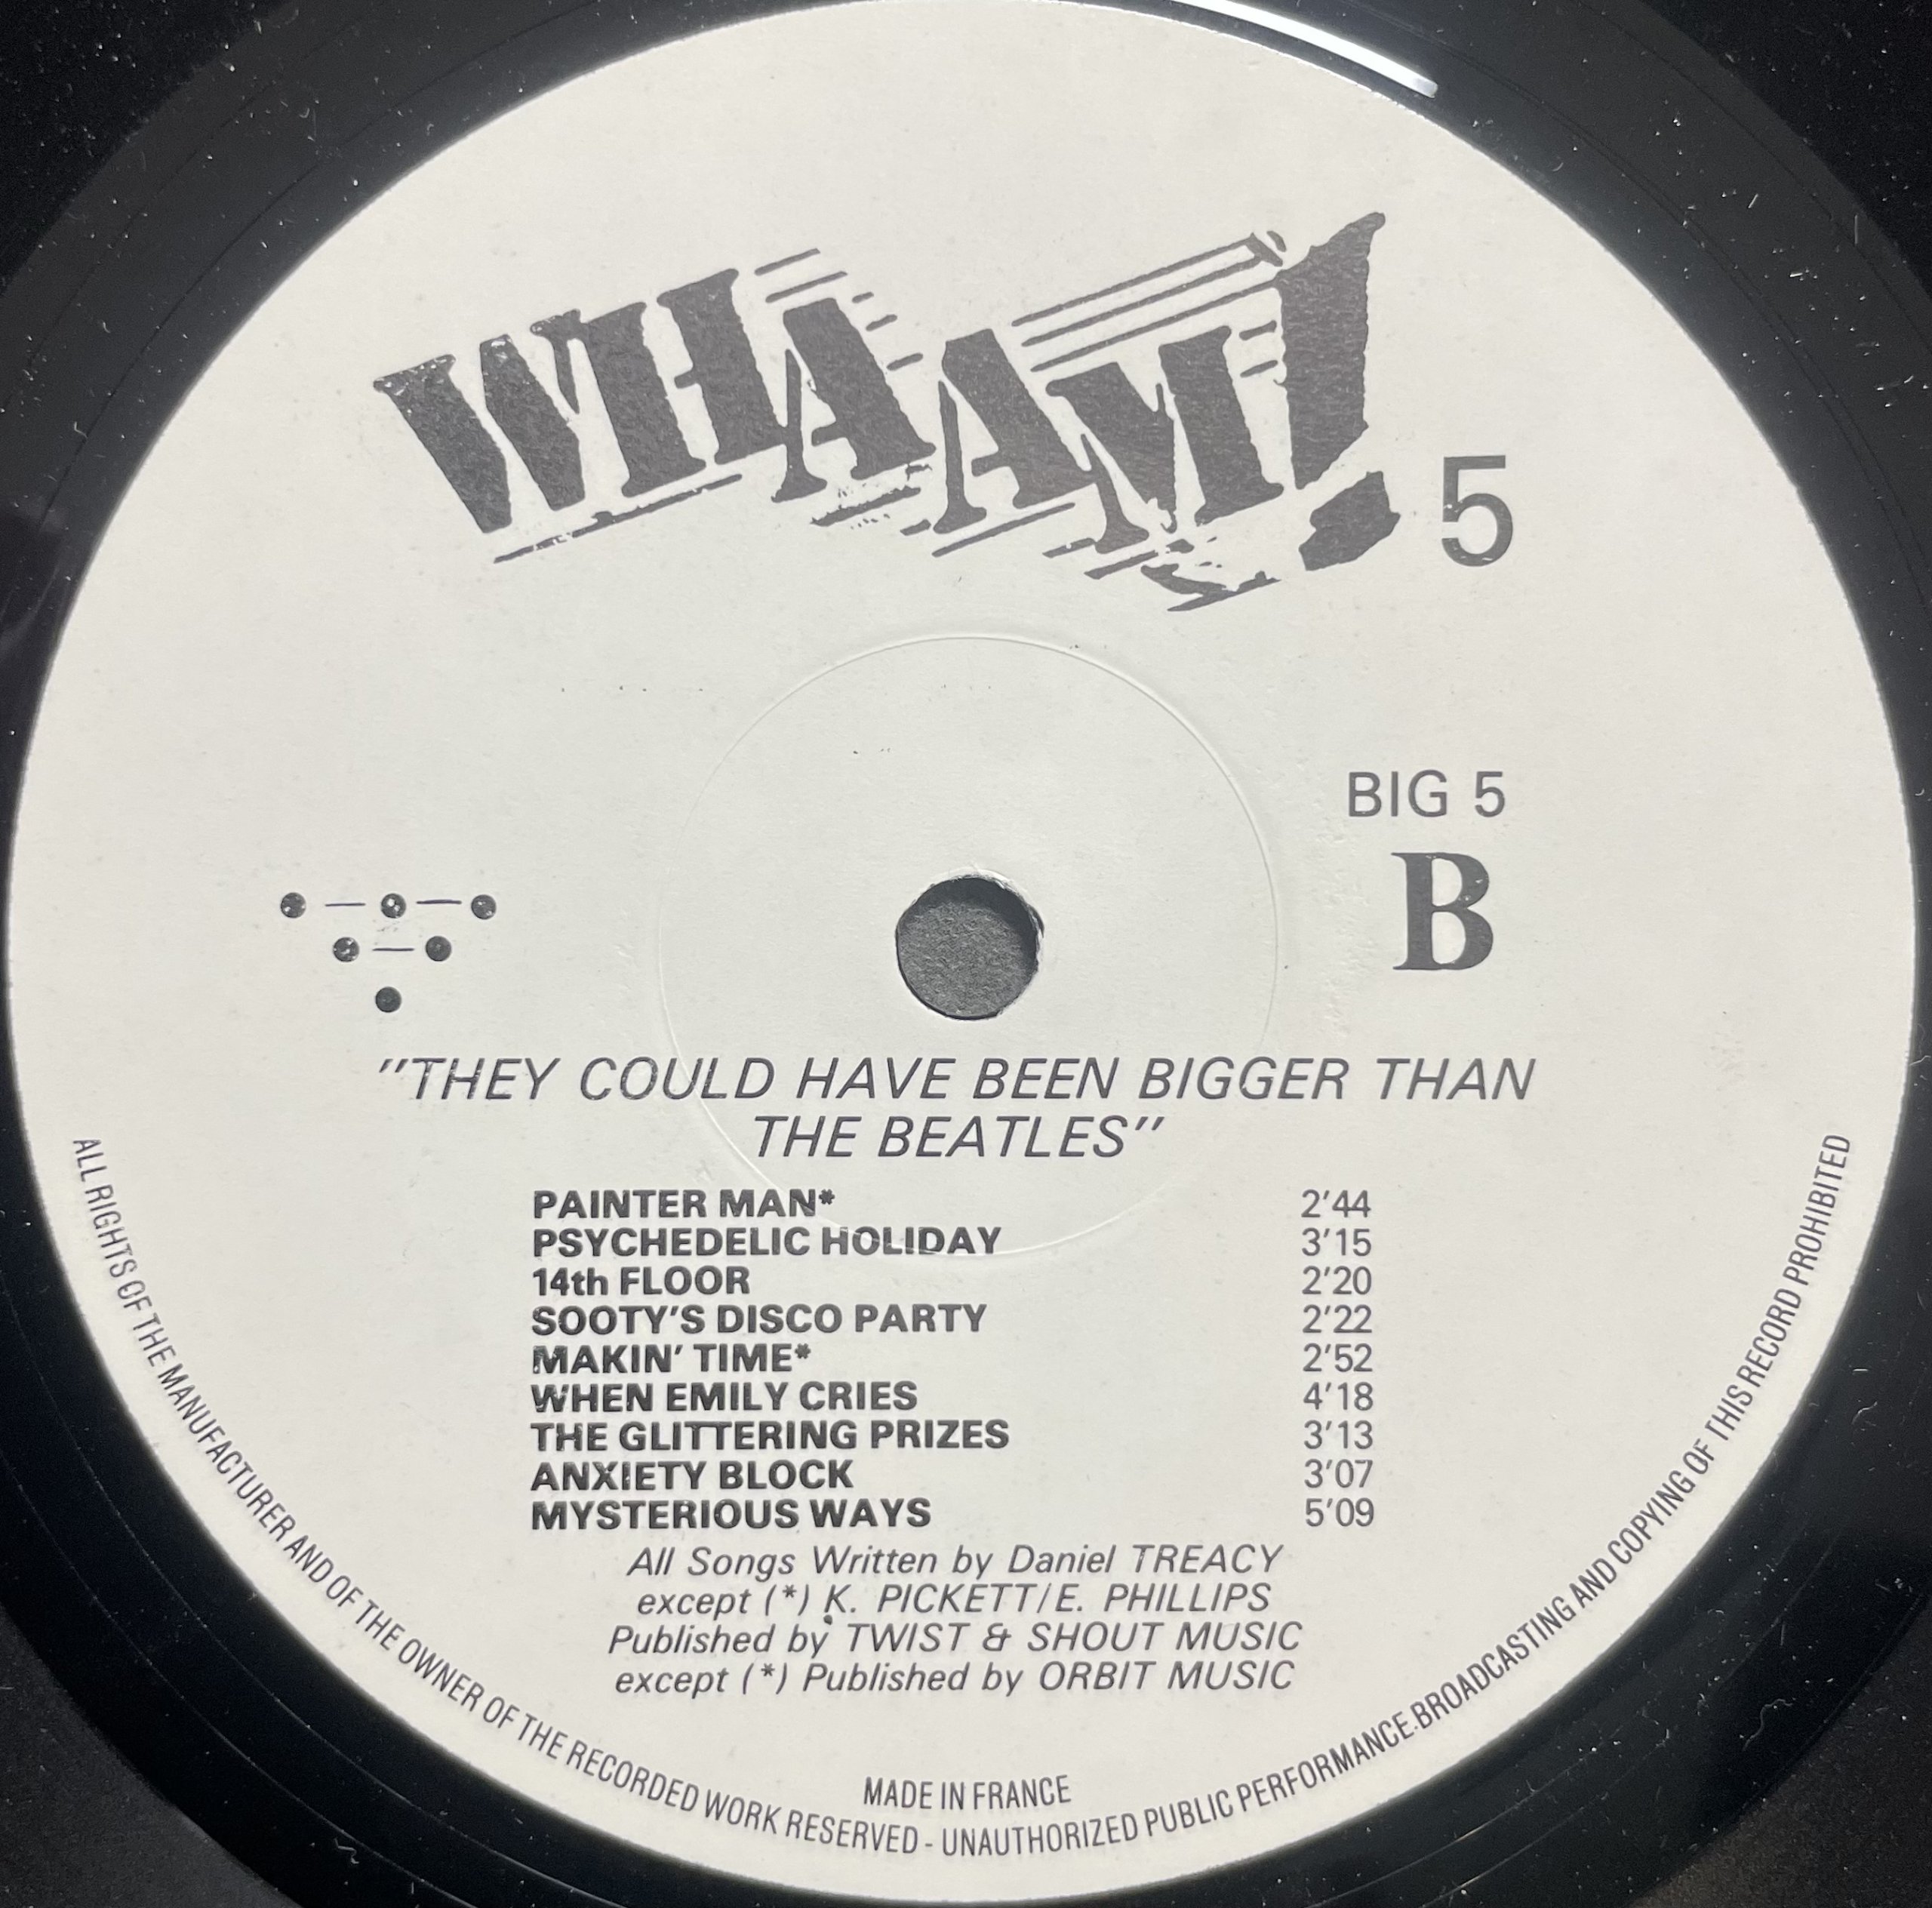 WHAAM! 5
BIG 5
B
"THEY COULD HAVE BEEN BIGGER THAN
THE BEATLES"
PAINTER MAN* 2'44
PSYCHEDELIC HOLIDAY 3'15
14th FLOOR 2'20
SOOTY'S DISCO PARTY 2'22
MAKIN' TIME* 2'52
WHEN EMILY CRIES 4'18
THE GLITTERING PRIZES 3'13
ANXIETY BLOCK 3'07
MYSTERIOUS WAYS 5'09
All Songs Written by Daniel TREACY
except (*) K. PICKETT/E. PHILLIPS
Published by TWIST & SHOUT MUSIC
except (*) Published by ORBIT MUSIC
MADE IN FRANCE
ALL RIGHTS OF THE MANUFACTURER AND OF THE OWNER OF THE RECORDED WORK RESERVED - UNAUTHORIZED PUBLIC PERFORMANCE.BROADCASTING AND COPYING OF THIS RECORD PROHIBITED